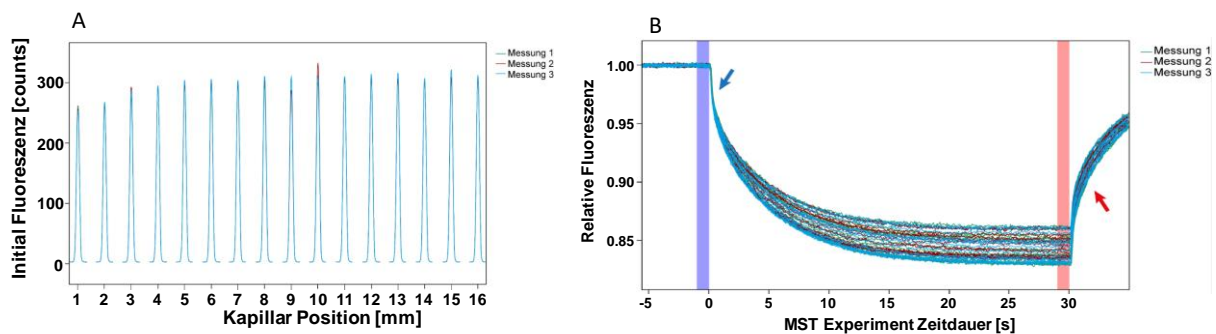 A
Initial Fluoreszenz [counts]
300
200
100
0
1 2 3 4 5 6 7 8 9 10 11 12 13 14 15 16
Kapillar Position [mm]
Messung 1
Messung 2
Messung 3
B
Relative Fluoreszenz
1.00
0.95
0.90
0.85
-5 0 5 10 15 20 25 30
MST Experiment Zeitdauer [s]
Messung 1
Messung 2
Messung 3